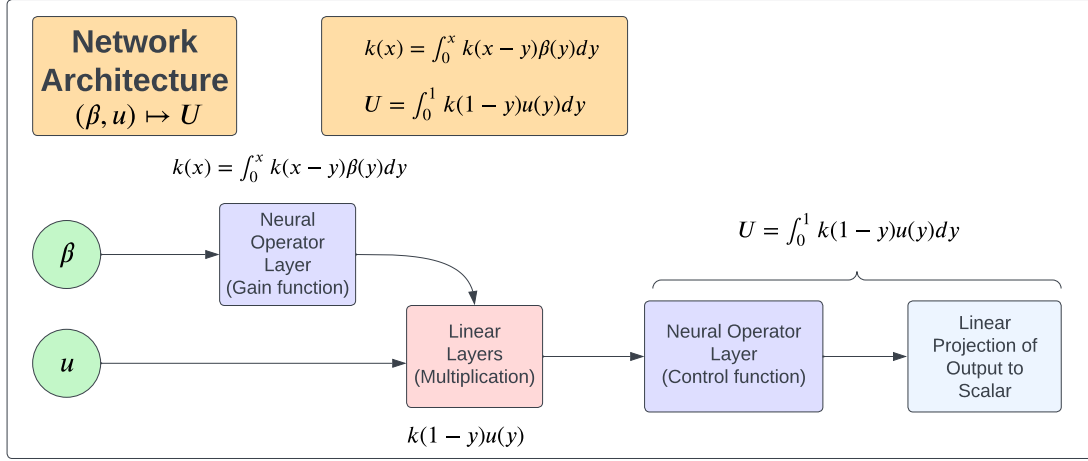 Network
Architecture
(β, u) ↦ U
k(x) = ∫₀ˣ k(x − y)β(y)dy
U = ∫₀¹ k(1 − y)u(y)dy
k(x) = ∫₀ˣ k(x − y)β(y)dy
β
Neural
Operator
Layer
(Gain function)
U = ∫₀¹ k(1 − y)u(y)dy
u
Linear
Layers
(Multiplication)
k(1 − y)u(y)
Neural Operator
Layer
(Control function)
Linear
Projection of
Output to
Scalar